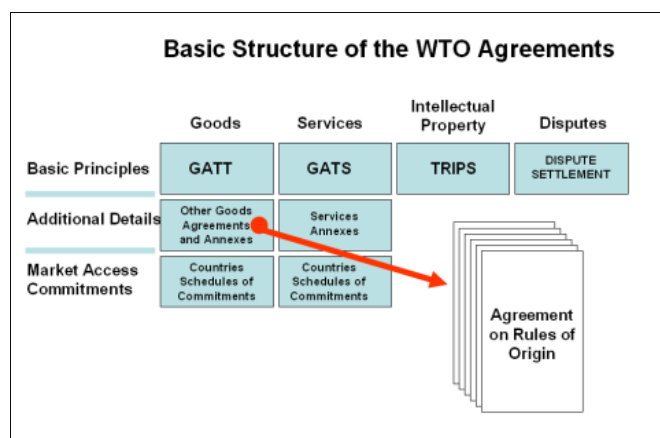 Basic Structure of the WTO Agreements
Goods
Services
Intellectual
Property
Disputes
Basic Principles
GATT
GATS
TRIPS
DISPUTE
SETTLEMENT
Additional Details
Other Goods
Agreements
and Annexes
Services
Annexes
Market Access
Commitments
Countries
Schedules of
Commitments
Countries
Schedules of
Commitments
Agreement
on Rules of
Origin